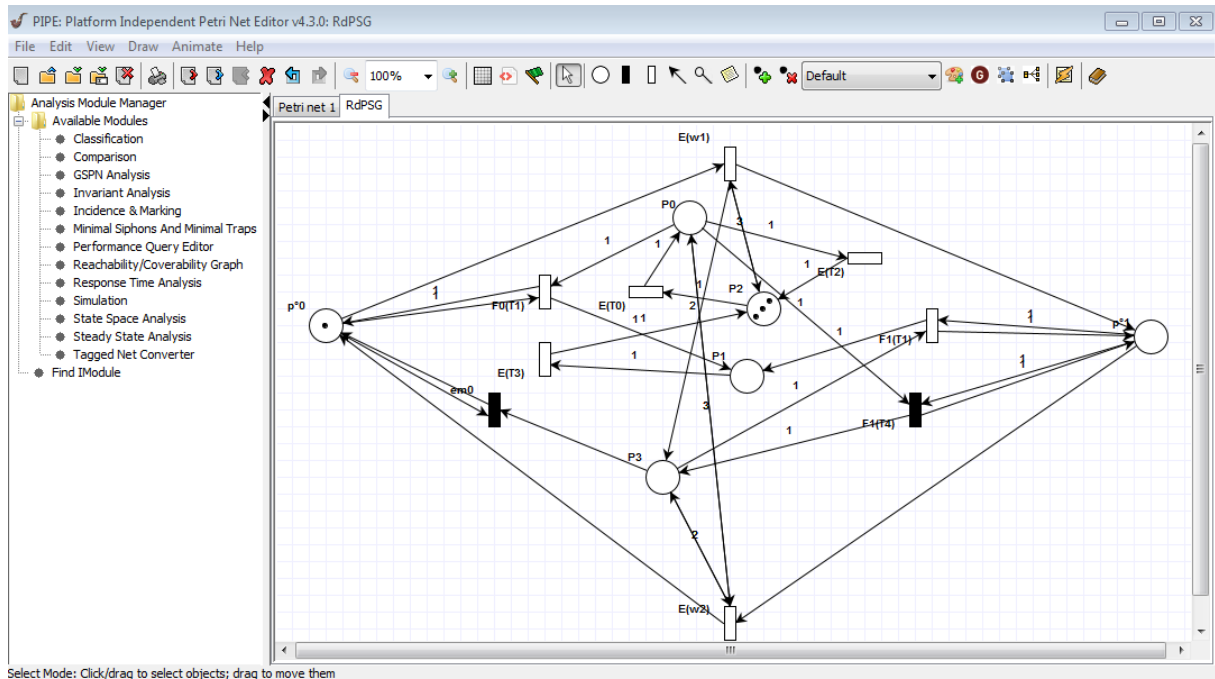 PIPE: Platform Independent Petri Net Editor v4.3.0: RdPSG
File Edit View Draw Animate Help
100%
Default
Analysis Module Manager
Available Modules
Classification
Comparison
GSPN Analysis
Invariant Analysis
Incidence & Marking
Minimal Siphons And Minimal Traps
Performance Query Editor
Reachability/Coverability Graph
Response Time Analysis
Simulation
State Space Analysis
Steady State Analysis
Tagged Net Converter
Find IModule
Petri net 1
RdPSG
E(w1)
P0
3
1
1
1
1
E(T2)
1
P2
1
p°0
F0(T1)
E(T0)
2
1
1
1
1
p°1
F1(T1)
1
P1
1
E(T3)
1
1
em0
3
F1(T4)
1
P3
2
E(w2)
Select Mode: Click/drag to select objects; drag to move them